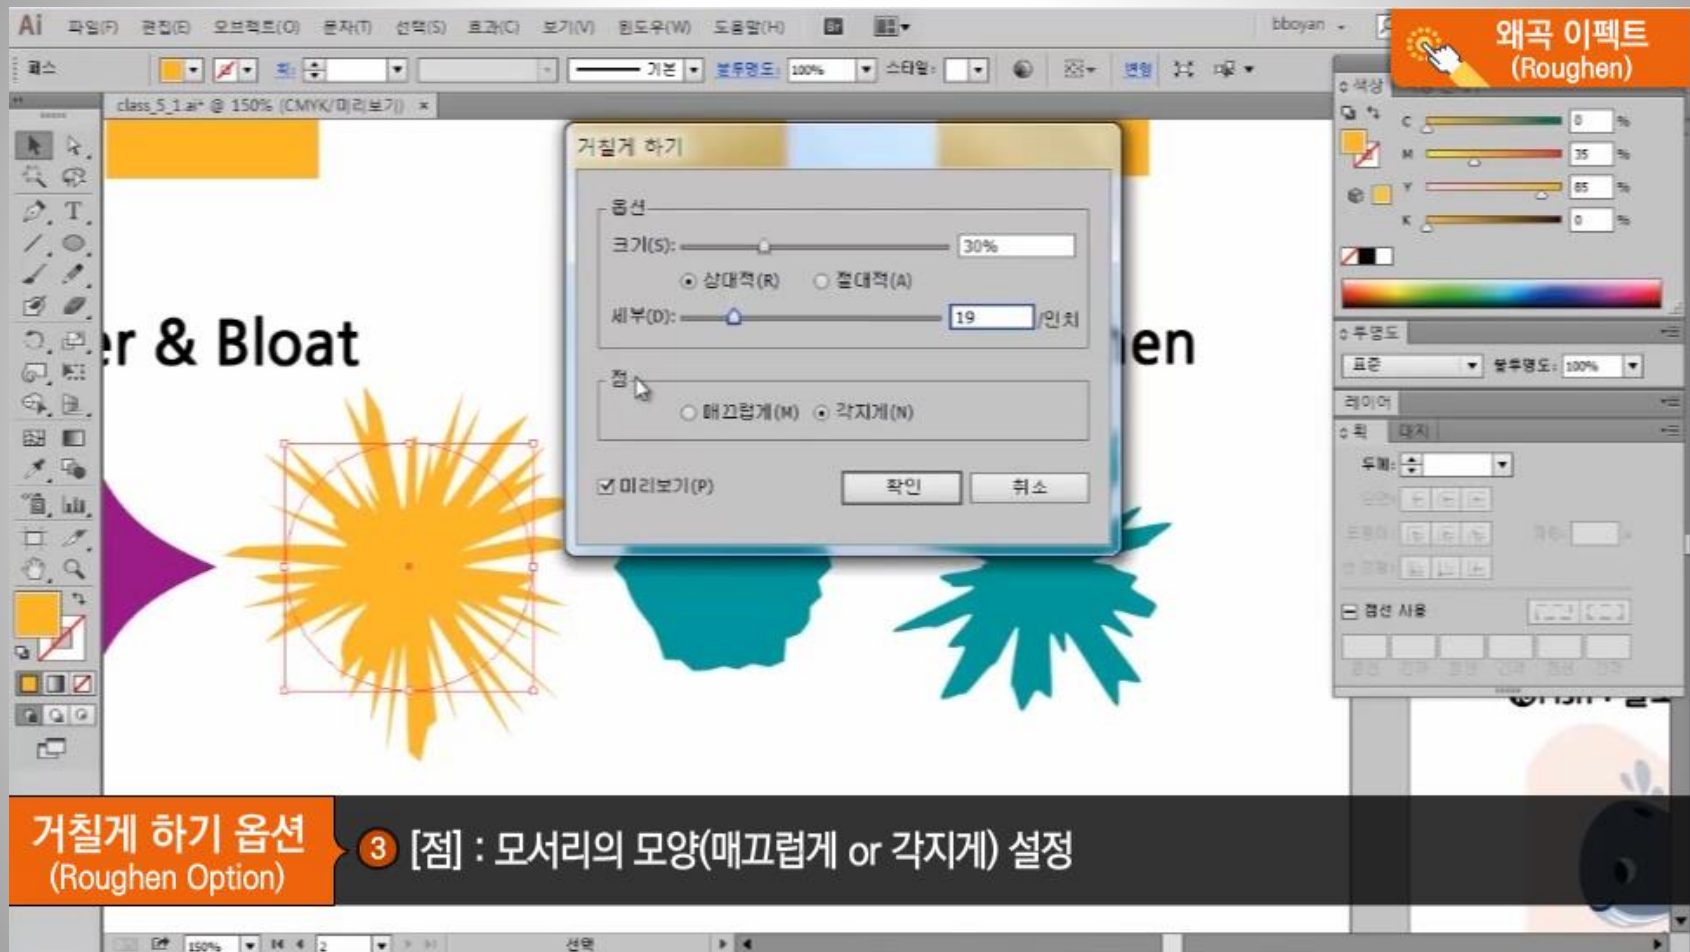 Ai 파일(F) 편집(E) 오브젝트(O) 문자(T) 선택(S) 효과(C) 보기(V) 윈도우(W) 도움말(H) Br bboyan
왜곡 이펙트
(Roughen)
패스 획: 기본 불투명도: 100% 스타일: 변형
class_5_1.ai* @ 150% (CMYK/미리보기) ×
색상
C 0 %
M 35 %
Y 85 %
K 0 %
거칠게 하기
옵션
크기(S): 30%
상대적(R) 절대적(A)
세부(D): 19 /인치
점
매끄럽게(M) 각지게(N)
미리보기(P) 확인 취소
er & Bloat
en
투명도
표준 불투명도: 100%
레이어
획 대지
두께:
점선 사용
거칠게 하기 옵션
(Roughen Option)
3 [점] : 모서리의 모양(매끄럽게 or 각지게) 설정
150% 2 선택